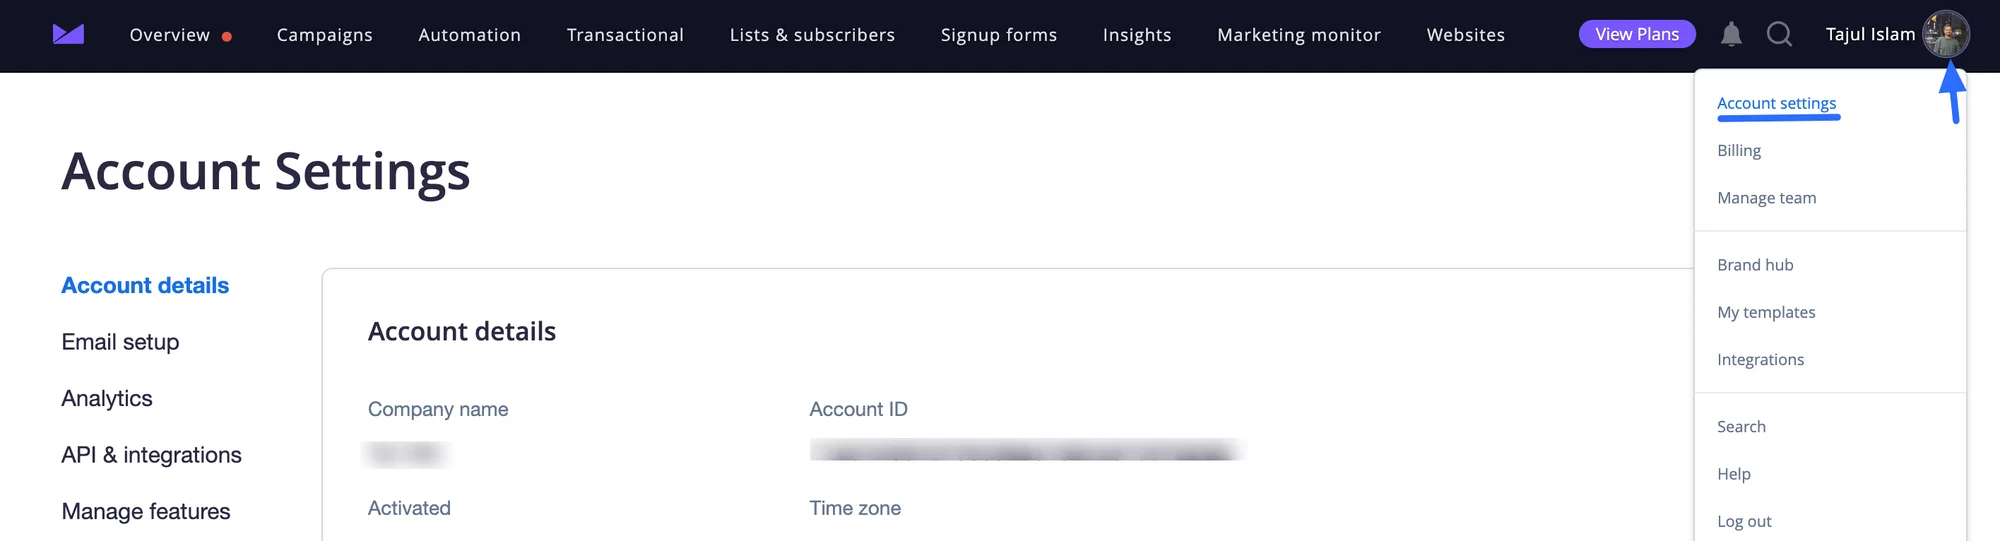 Overview Campaigns Automation Transactional Lists & subscribers Signup forms Insights Marketing monitor Websites View Plans Tajul Islam
Account settings
Billing
Manage team
Brand hub
My templates
Integrations
Search
Help
Log out
Account Settings
Account details
Email setup
Analytics
API & integrations
Manage features
Account details
Company name Account ID
Activated Time zone